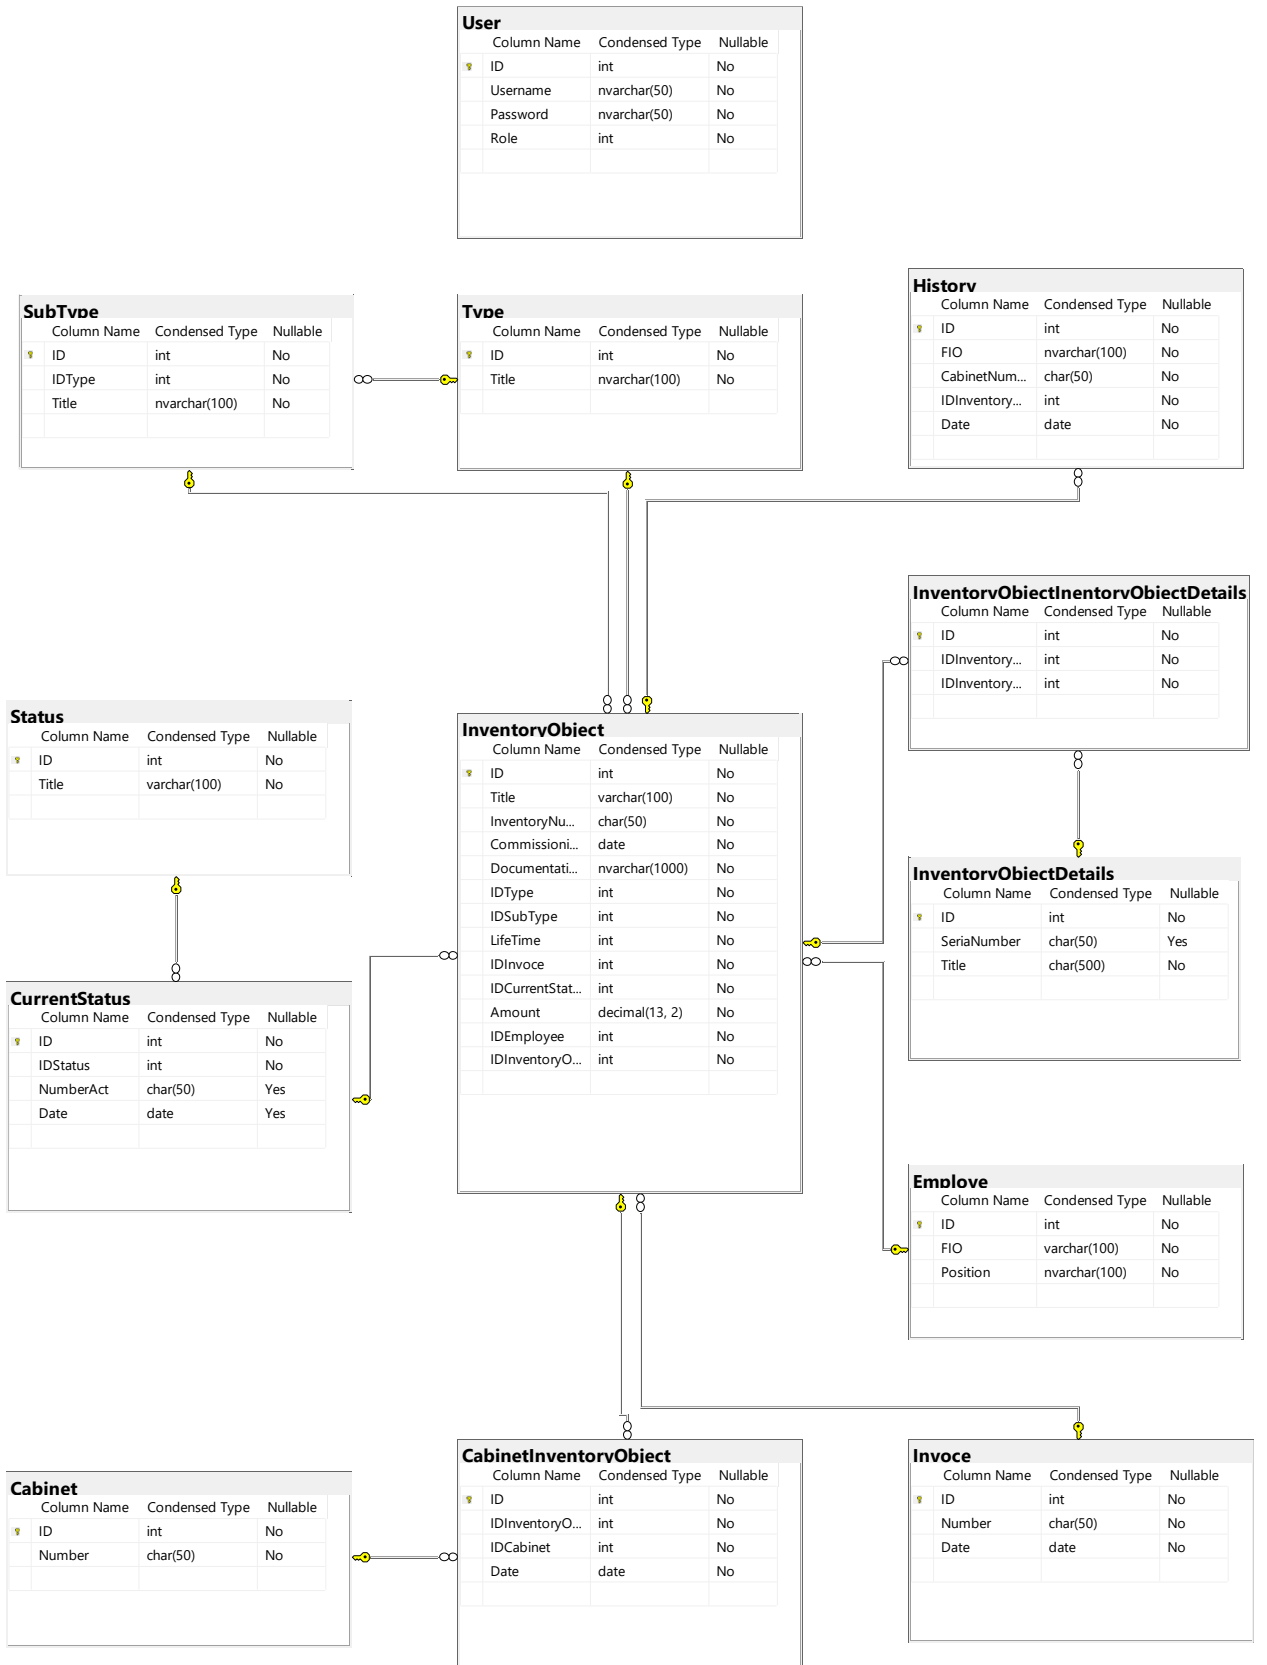 User
Column Name Condensed Type Nullable
ID int No
Username nvarchar(50) No
Password nvarchar(50) No
Role int No
SubType
Column Name Condensed Type Nullable
ID int No
IDType int No
Title nvarchar(100) No
Type
Column Name Condensed Type Nullable
ID int No
Title nvarchar(100) No
History
Column Name Condensed Type Nullable
ID int No
FIO nvarchar(100) No
CabinetNum... char(50) No
IDInventory... int No
Date date No
InventoryObjectInentoryObjectDetails
Column Name Condensed Type Nullable
ID int No
IDInventory... int No
IDInventory... int No
Status
Column Name Condensed Type Nullable
ID int No
Title varchar(100) No
InventoryObject
Column Name Condensed Type Nullable
ID int No
Title varchar(100) No
InventoryNu... char(50) No
Commissioni... date No
Documentati... nvarchar(1000) No
IDType int No
IDSubType int No
LifeTime int No
IDInvoce int No
IDCurrentStat... int No
Amount decimal(13, 2) No
IDEmployee int No
IDInventoryO... int No
InventoryObjectDetails
Column Name Condensed Type Nullable
ID int No
SeriaNumber char(50) Yes
Title char(500) No
CurrentStatus
Column Name Condensed Type Nullable
ID int No
IDStatus int No
NumberAct char(50) Yes
Date date Yes
Employe
Column Name Condensed Type Nullable
ID int No
FIO varchar(100) No
Position nvarchar(100) No
Cabinet
Column Name Condensed Type Nullable
ID int No
Number char(50) No
CabinetInventoryObject
Column Name Condensed Type Nullable
ID int No
IDInventoryO... int No
IDCabinet int No
Date date No
Invoce
Column Name Condensed Type Nullable
ID int No
Number char(50) No
Date date No